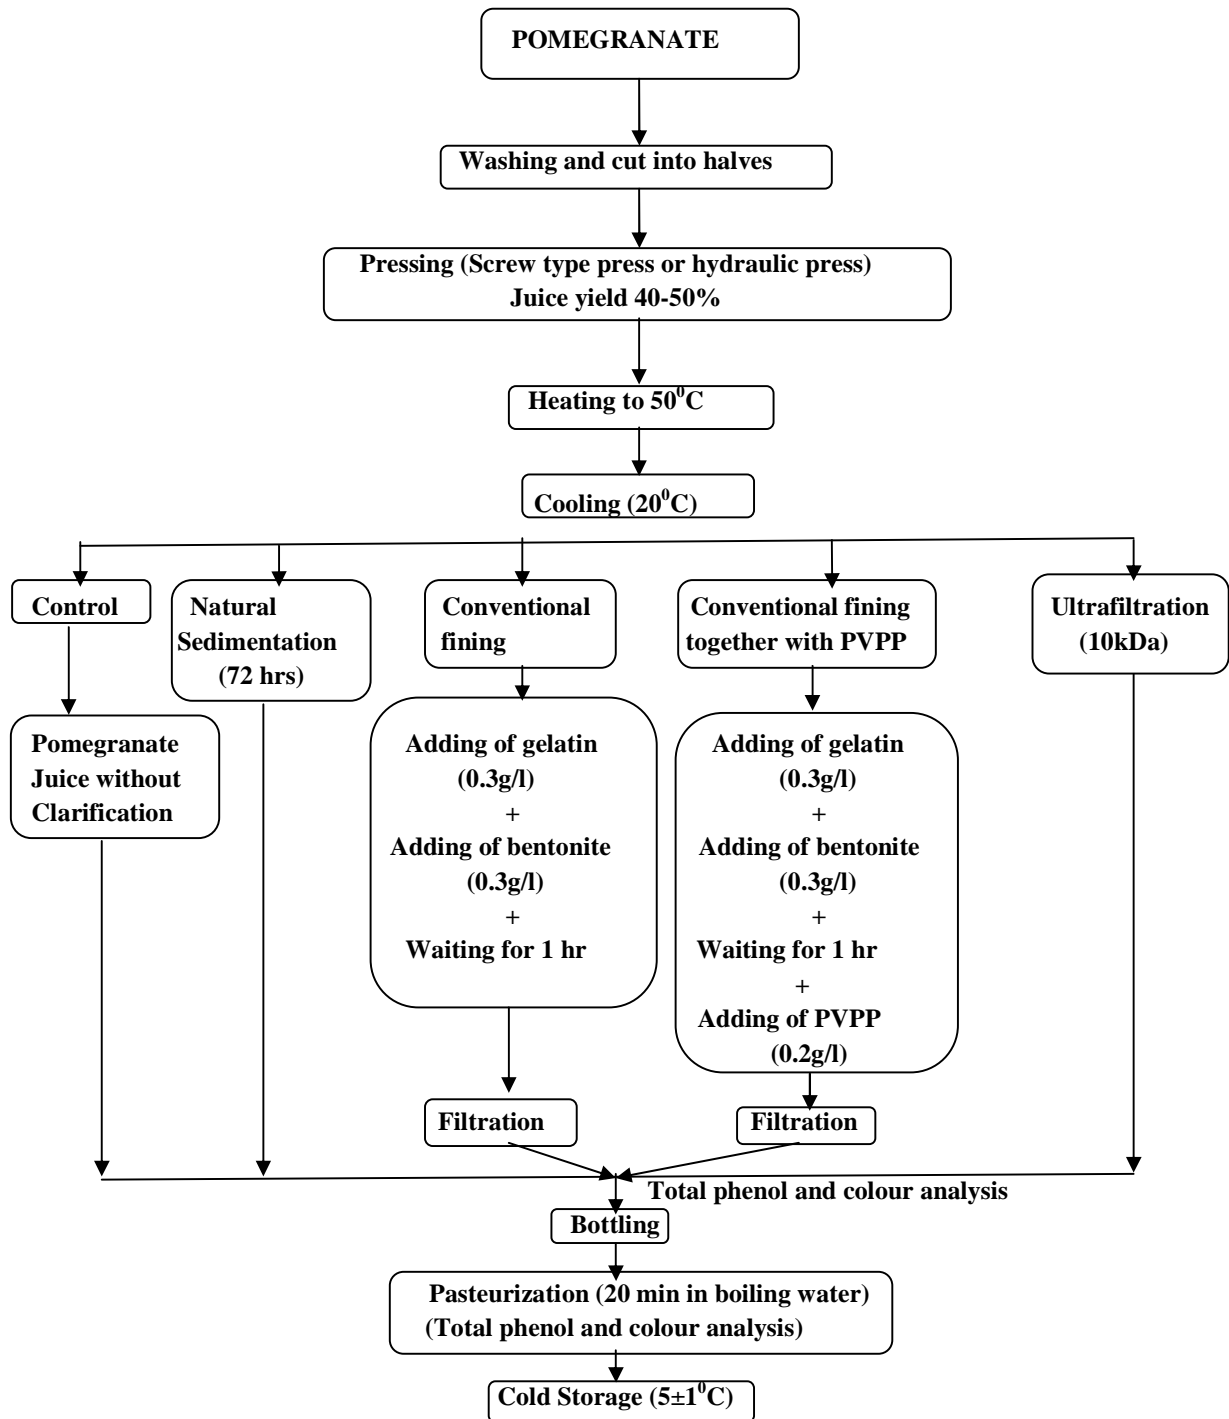 POMEGRANATE
Washing and cut into halves
Pressing (Screw type press or hydraulic press)
Juice yield 40-50%
Heating to 50⁰C
Cooling (20⁰C)
Control
Pomegranate
Juice without
Clarification
Natural
Sedimentation
(72 hrs)
Conventional
fining
Adding of gelatin
(0.3g/l)
+
Adding of bentonite
(0.3g/l)
+
Waiting for 1 hr
Filtration
Conventional fining
together with PVPP
Adding of gelatin
(0.3g/l)
+
Adding of bentonite
(0.3g/l)
+
Waiting for 1 hr
+
Adding of PVPP
(0.2g/l)
Filtration
Ultrafiltration
(10kDa)
Total phenol and colour analysis
Bottling
Pasteurization (20 min in boiling water)
(Total phenol and colour analysis)
Cold Storage (5±1⁰C)